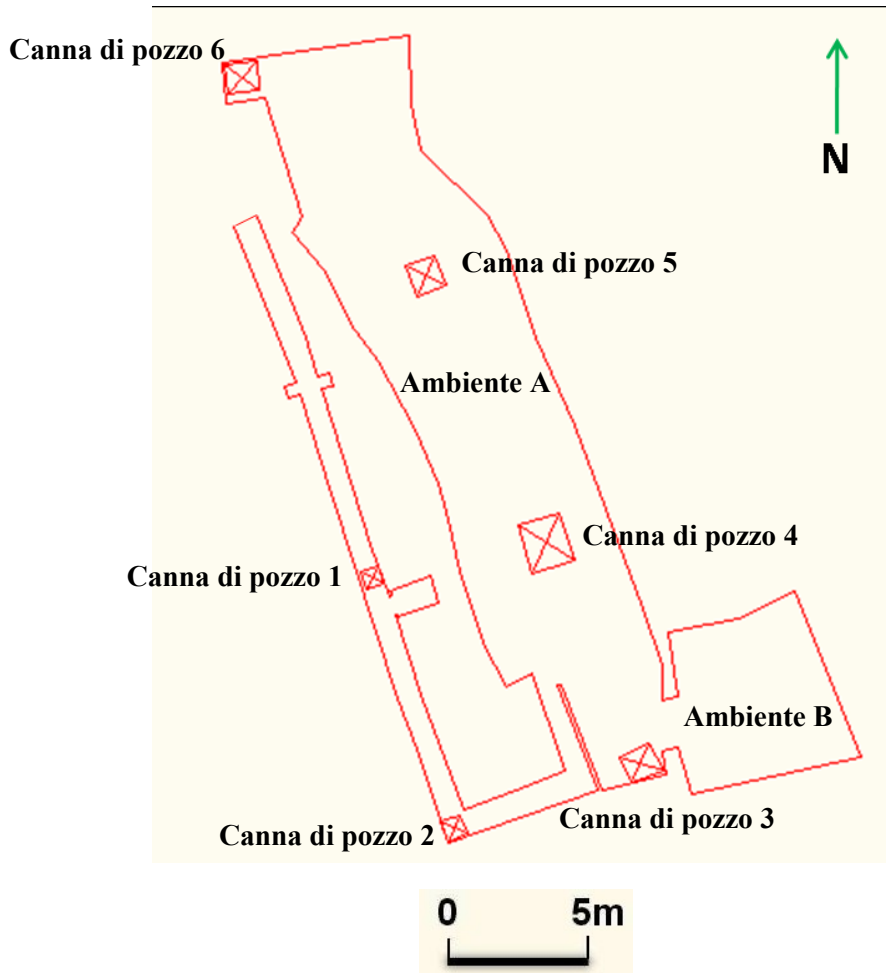 Canna di pozzo 6
N
Canna di pozzo 5
Ambiente A
Canna di pozzo 4
Canna di pozzo 1
Ambiente B
Canna di pozzo 3
Canna di pozzo 2
0 5m